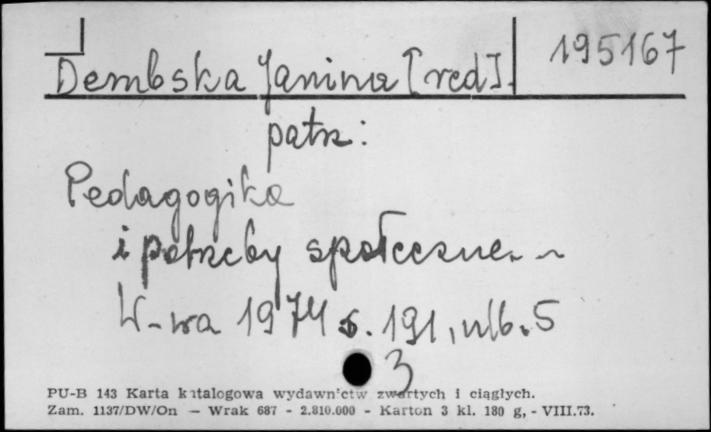 Dembska Janina [red].
195167
patrz:
Pedagogika
i potrzeby społeczne. ~
W-wa 1974 s. 191, nlb. 5
3
PU-B 143 Karta katalogowa wydawnictw zwartych i ciągłych.
Zam. 1137/DW/On — Wrak 687 - 2.810.000 - Karton 3 kl. 180 g, - VIII.73.